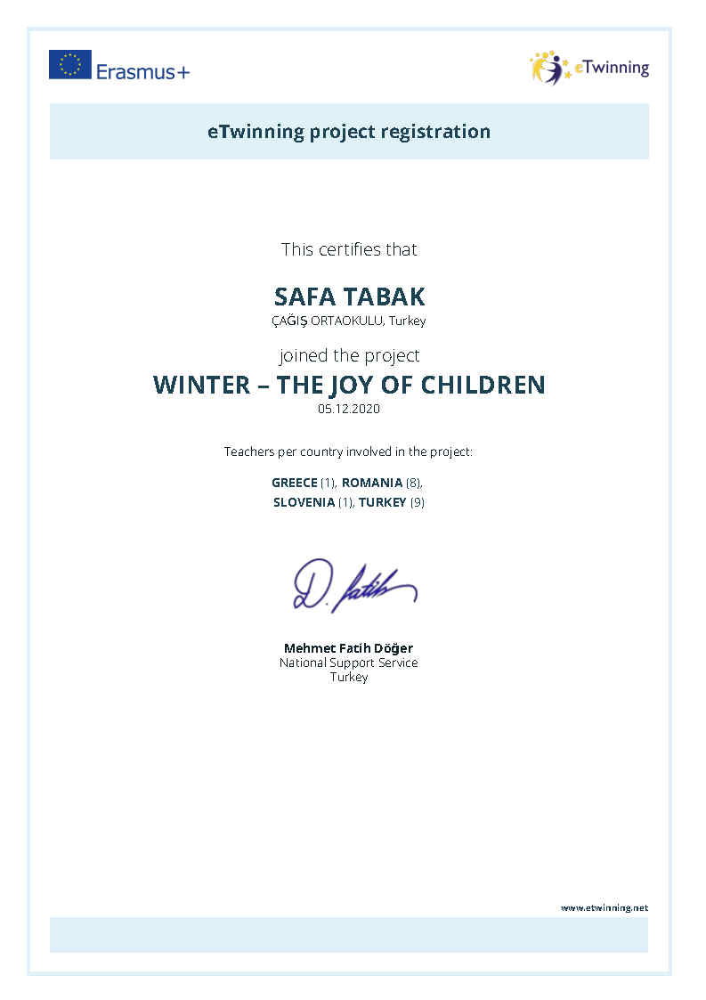 Erasmus+
eTwinning
eTwinning project registration
This certifies that
SAFA TABAK
ÇAĞIŞ ORTAOKULU, Turkey
joined the project
WINTER – THE JOY OF CHILDREN
05.12.2020
Teachers per country involved in the project:
GREECE (1), ROMANIA (8),
SLOVENIA (1), TURKEY (9)
D. Fatih
Mehmet Fatih Döğer
National Support Service
Turkey
www.etwinning.net